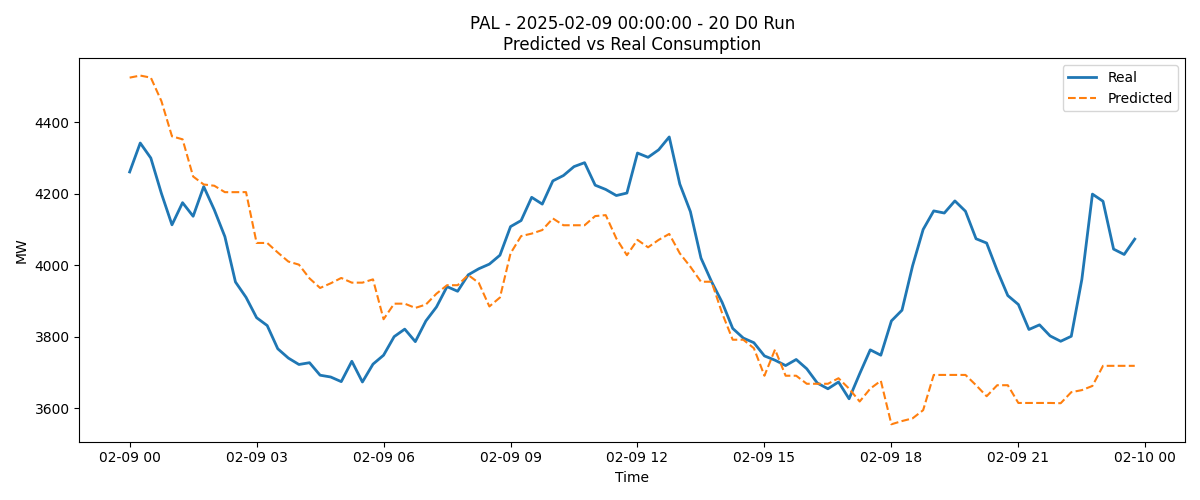 PAL - 2025-02-09 00:00:00 - 20 D0 Run
Predicted vs Real Consumption
Real
Predicted
MW
4400
4200
4000
3800
3600
02-09 00
02-09 03
02-09 06
02-09 09
02-09 12
02-09 15
02-09 18
02-09 21
02-10 00
Time